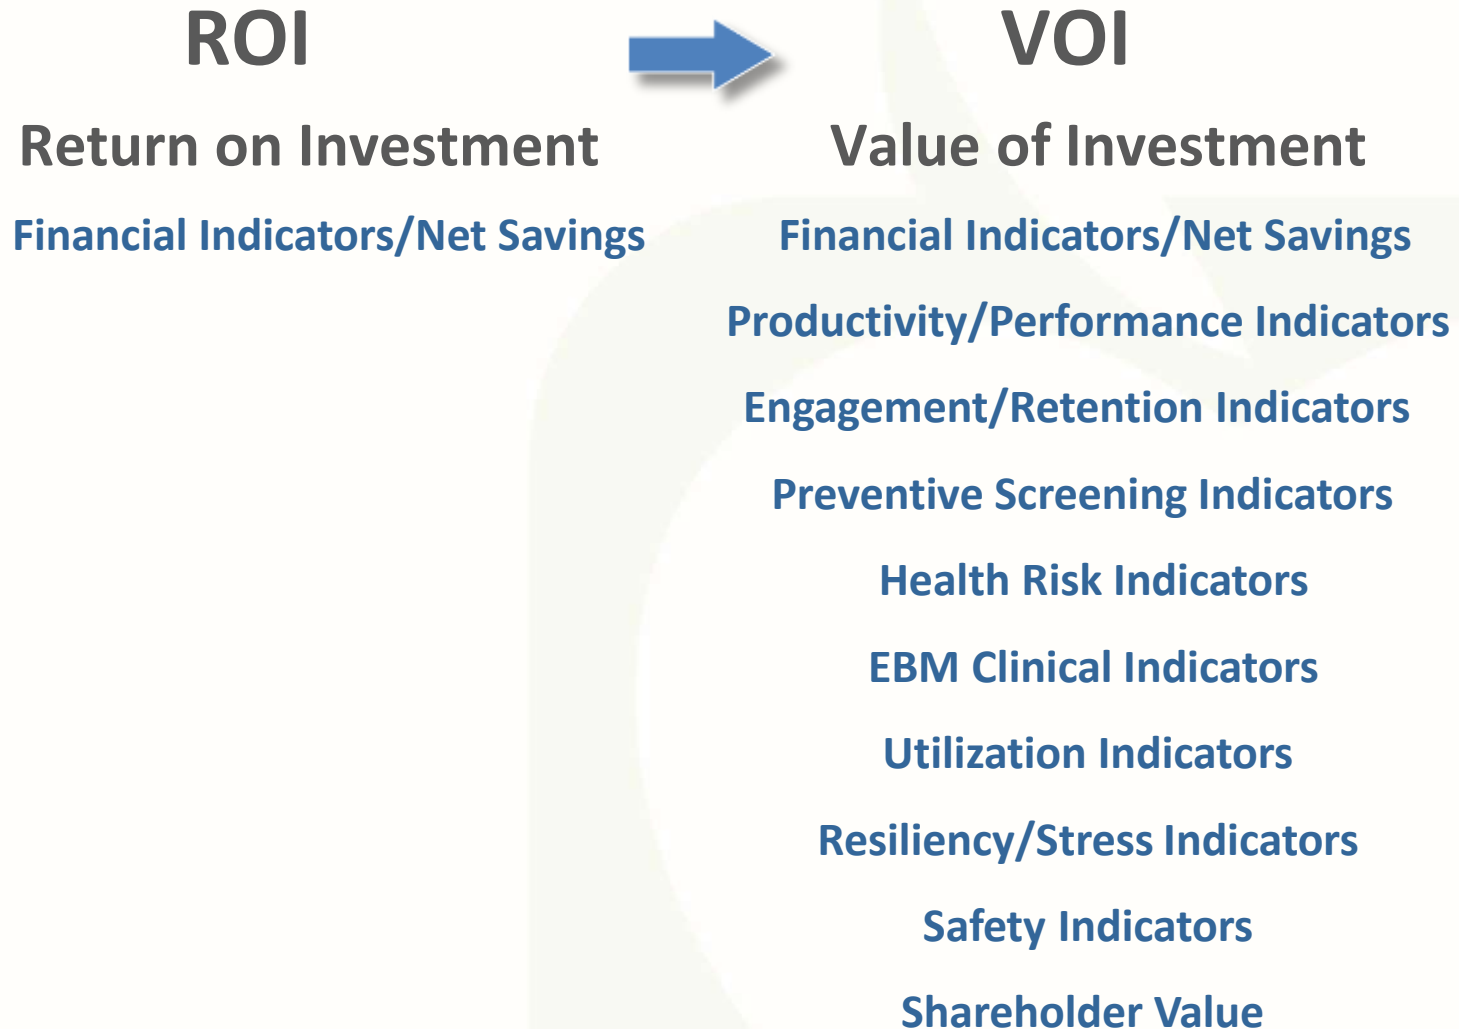 ROI
Return on Investment
Financial Indicators/Net Savings
VOI
Value of Investment
Financial Indicators/Net Savings
Productivity/Performance Indicators
Engagement/Retention Indicators
Preventive Screening Indicators
Health Risk Indicators
EBM Clinical Indicators
Utilization Indicators
Resiliency/Stress Indicators
Safety Indicators
Shareholder Value